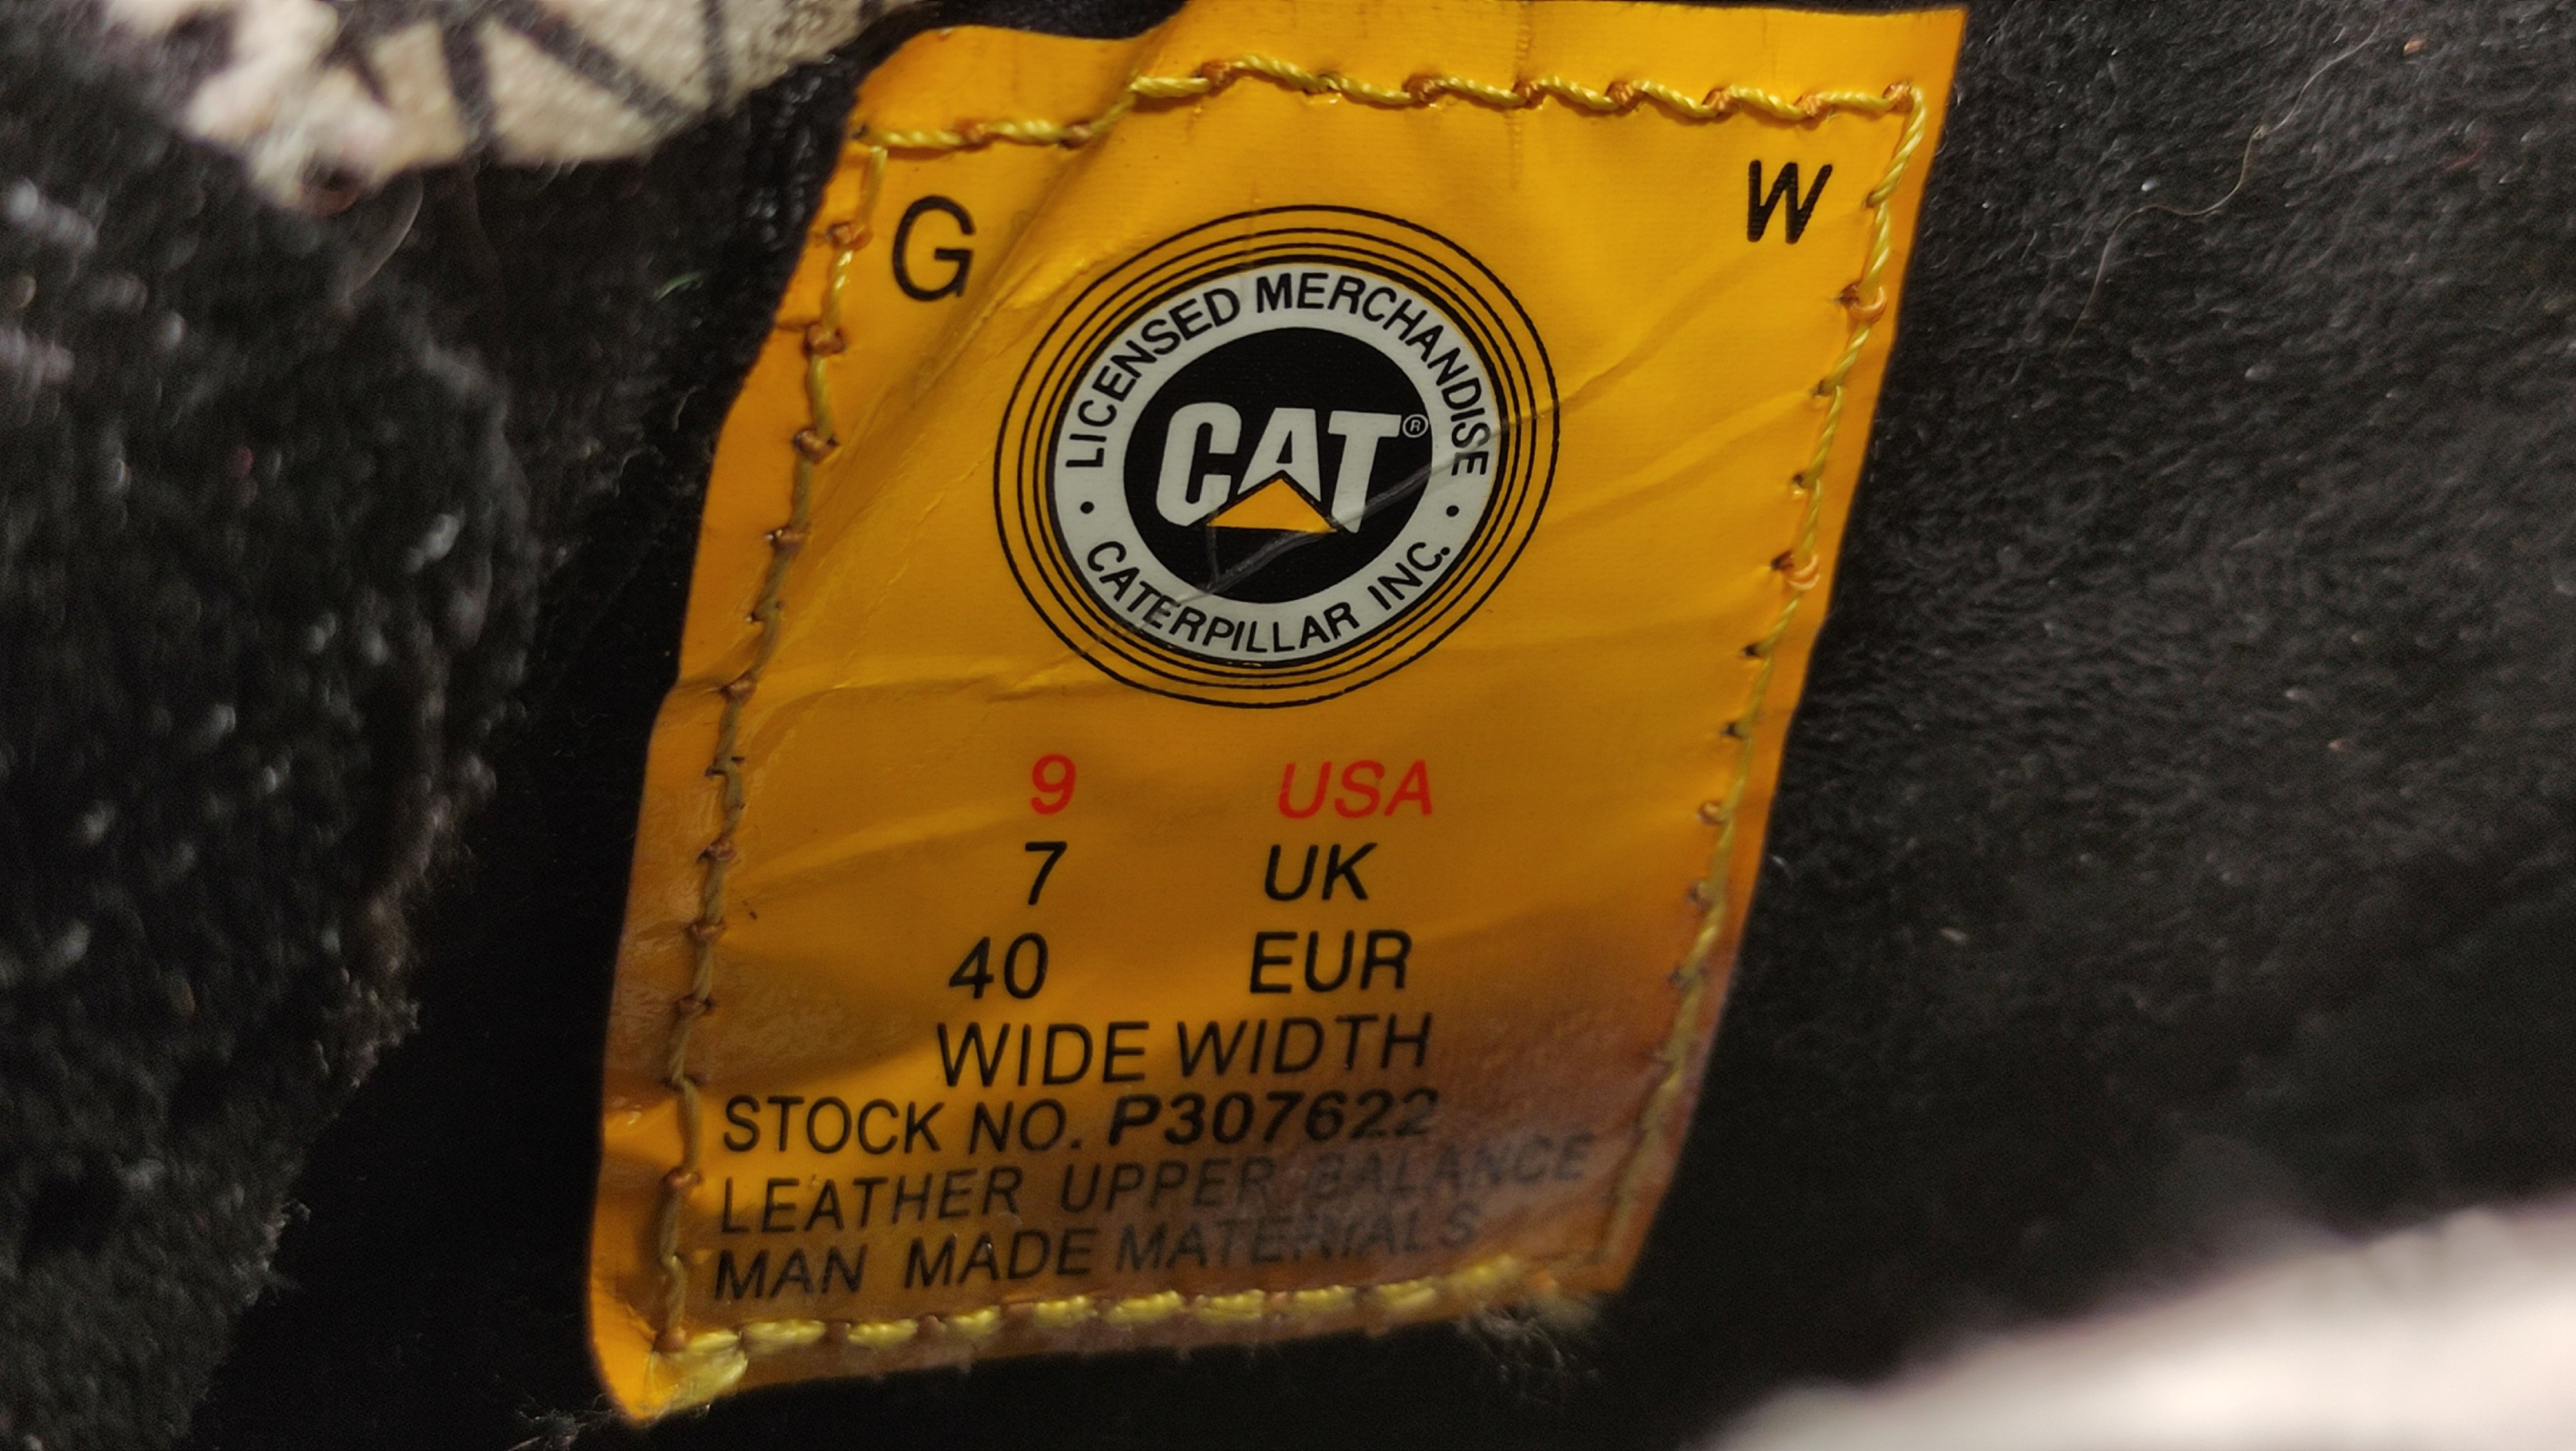 G W
LICENSED MERCHANDISE
CAT®
• CATERPILLAR INC. •
9 USA
7 UK
40 EUR
WIDE WIDTH
STOCK NO. P307622
LEATHER UPPER BALANCE
MAN MADE MATERIALS